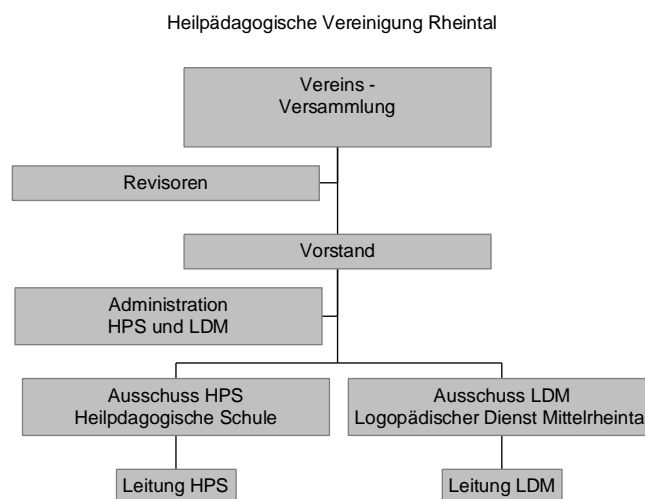 Heilpädagogische Vereinigung Rheintal
Vereins -
Versammlung
Revisoren
Vorstand
Administration
HPS und LDM
Ausschuss HPS
Heilpdagogische Schule
Ausschuss LDM
Logopädischer Dienst Mittelrheinta
Leitung HPS
Leitung LDM